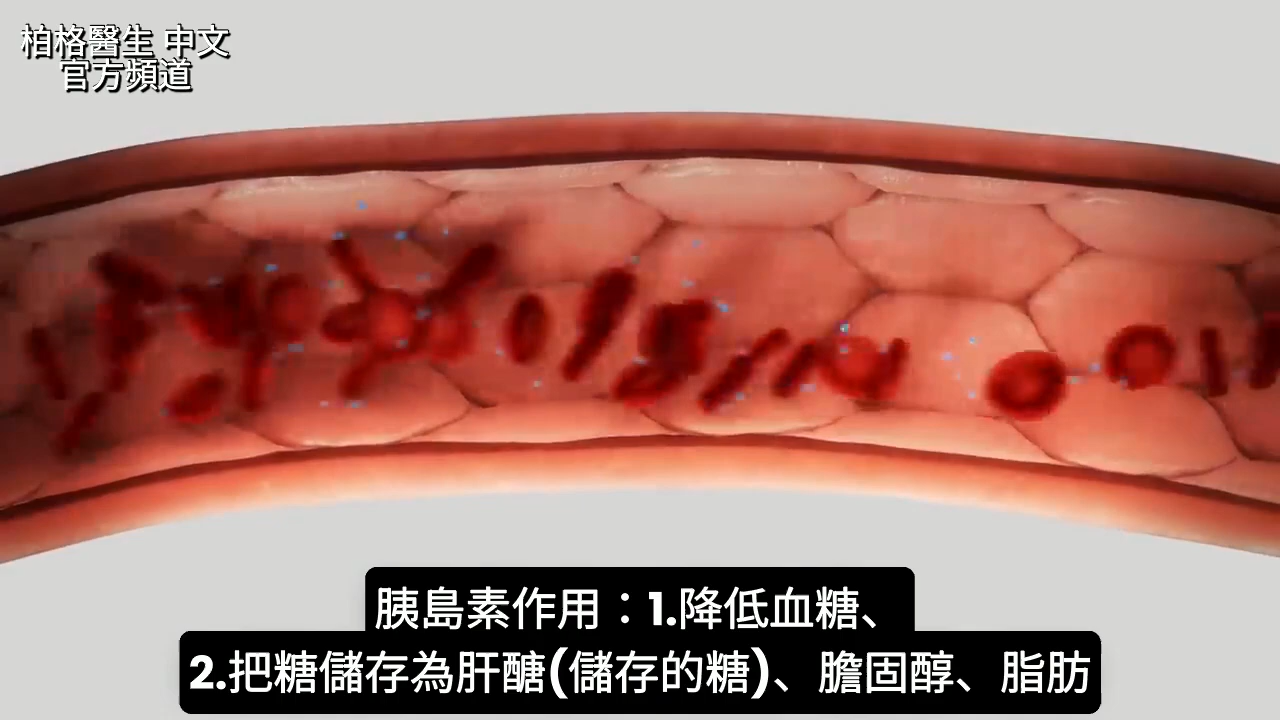 柏格醫生 中文
官方頻道
胰島素作用：1.降低血糖、
2.把糖儲存為肝醣(儲存的糖)、膽固醇、脂肪